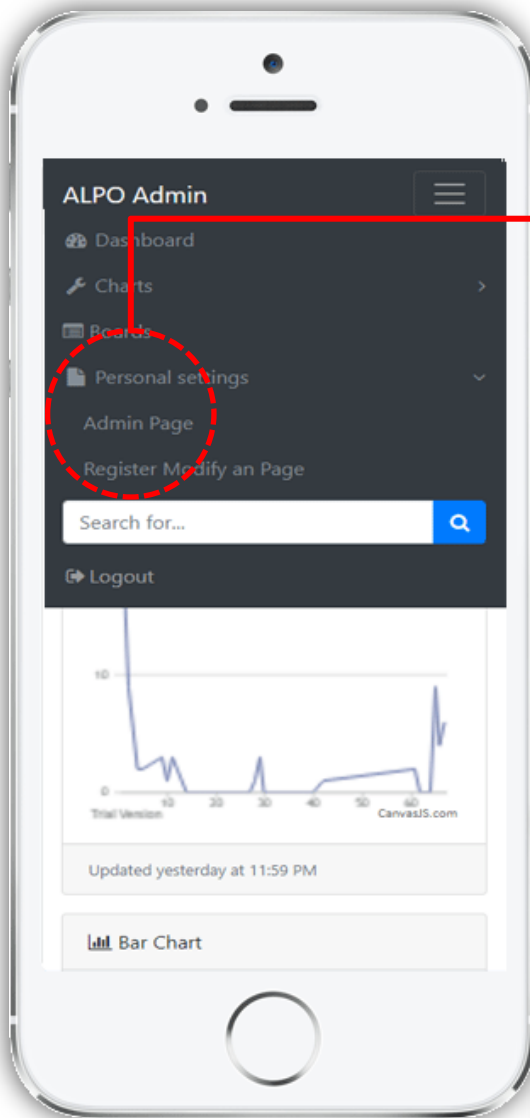 ALPO Admin
Dashboard
Charts
Boards
Personal settings
Admin Page
Register Modify an Page
Search for...
Logout
10
0
10 20 30 40 50 60
Trial Version
CanvasJS.com
Updated yesterday at 11:59 PM
Bar Chart